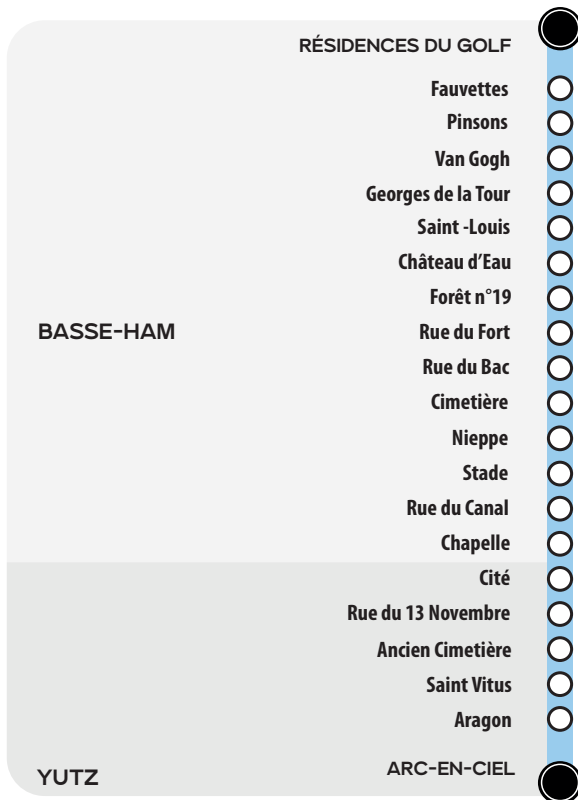 RÉSIDENCES DU GOLF
Fauvettes
Pinsons
Van Gogh
Georges de la Tour
Saint -Louis
Château d’Eau
Forêt n°19
BASSE-HAM
Rue du Fort
Rue du Bac
Cimetière
Nieppe
Stade
Rue du Canal
Chapelle
Cité
Rue du 13 Novembre
Ancien Cimetière
Saint Vitus
Aragon
ARC-EN-CIEL
YUTZ